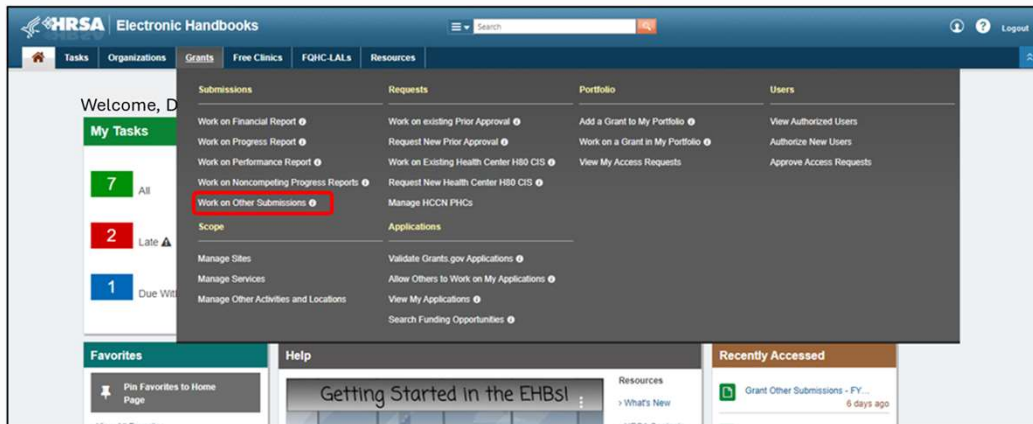 HRSA Electronic Handbooks
Search
Logout
Tasks Organizations Grants Free Clinics FQHC-LALs Resources
Welcome, D
My Tasks
7 All
2 Late
1 Due Wit
Submissions
Work on Financial Report
Work on Progress Report
Work on Performance Report
Work on Noncompeting Progress Reports
Work on Other Submissions
Scope
Manage Sites
Manage Services
Manage Other Activities and Locations
Requests
Work on existing Prior Approval
Request New Prior Approval
Work on Existing Health Center H80 CIS
Request New Health Center H80 CIS
Manage HCCN PHCs
Applications
Validate Grants.gov Applications
Allow Others to Work on My Applications
View My Applications
Search Funding Opportunities
Portfolio
Add a Grant to My Portfolio
Work on a Grant in My Portfolio
View My Access Requests
Users
View Authorized Users
Authorize New Users
Approve Access Requests
Favorites
Pin Favorites to Home
Page
Help
Getting Started in the EHBs!
Resources
> What's New
Recently Accessed
Grant Other Submissions - FY...
6 days ago